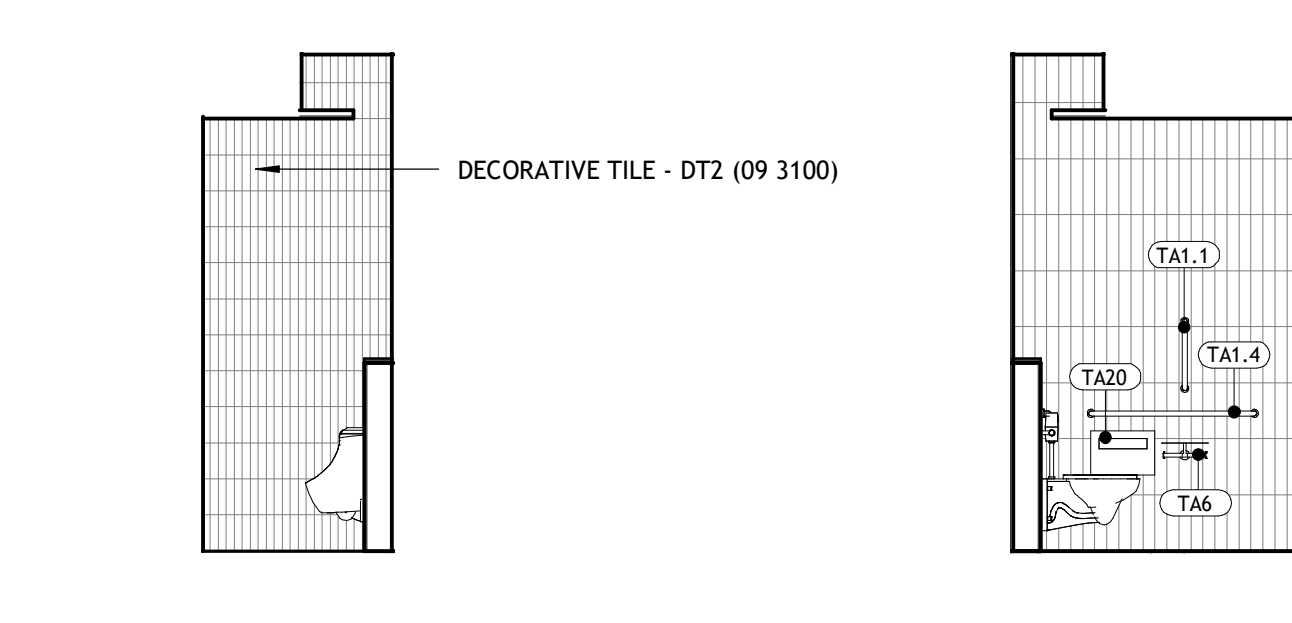 DECORATIVE TILE - DT2 (09 3100)
TA1.1
TA1.4
TA20
TA6